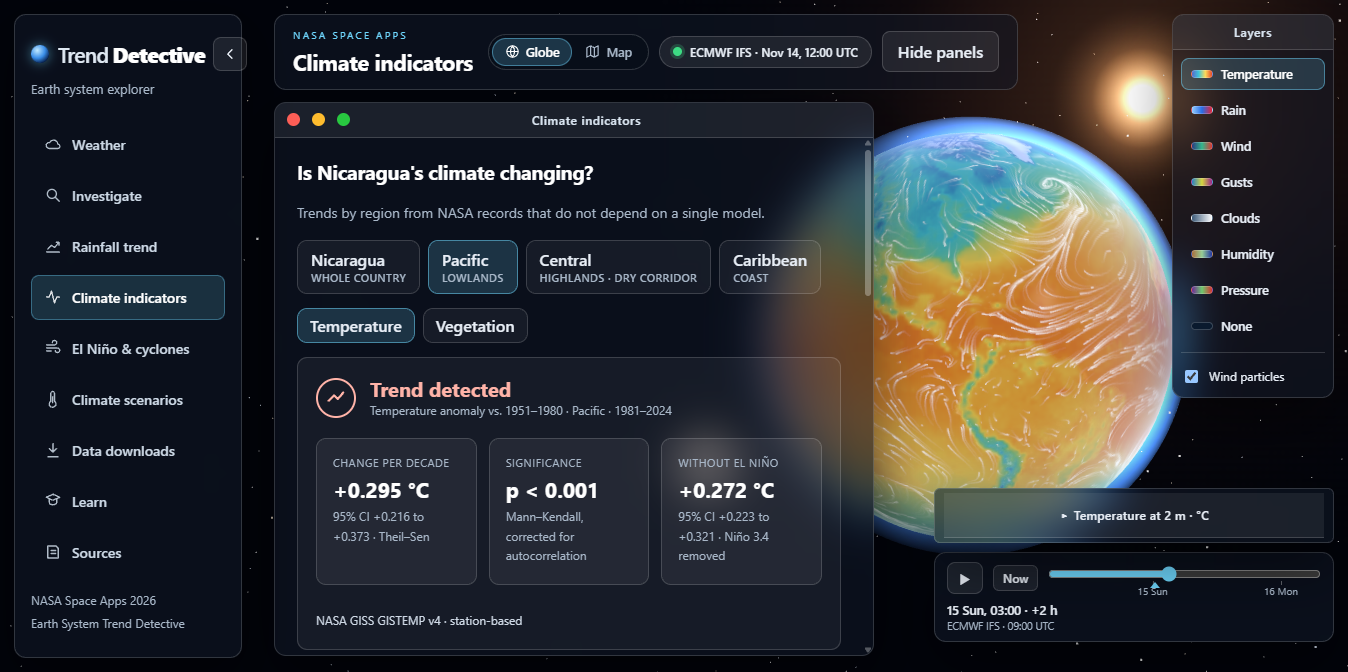 Trend Detective
Earth system explorer
Weather
Investigate
Rainfall trend
Climate indicators
El Niño & cyclones
Climate scenarios
Data downloads
Learn
Sources
NASA Space Apps 2026
Earth System Trend Detective
NASA SPACE APPS
Climate indicators
Globe
Map
ECMWF IFS · Nov 14, 12:00 UTC
Hide panels
Climate indicators
Is Nicaragua's climate changing?
Trends by region from NASA records that do not depend on a single model.
Nicaragua
WHOLE COUNTRY
Pacific
LOWLANDS
Central
HIGHLANDS · DRY CORRIDOR
Caribbean
COAST
Temperature
Vegetation
Trend detected
Temperature anomaly vs. 1951–1980 · Pacific · 1981–2024
CHANGE PER DECADE
+0.295 °C
95% CI +0.216 to
+0.373 · Theil–Sen
SIGNIFICANCE
p < 0.001
Mann–Kendall,
corrected for
autocorrelation
WITHOUT EL NIÑO
+0.272 °C
95% CI +0.223 to
+0.321 · Niño 3.4
removed
NASA GISS GISTEMP v4 · station-based
Layers
Temperature
Rain
Wind
Gusts
Clouds
Humidity
Pressure
None
Wind particles
Temperature at 2 m · °C
Now
15 Sun
16 Mon
15 Sun, 03:00 · +2 h
ECMWF IFS · 09:00 UTC